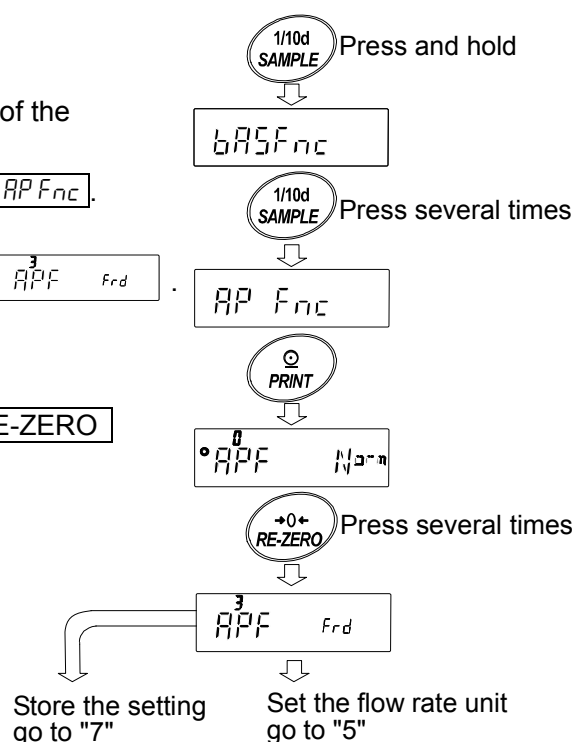 1/10d
SAMPLE Press and hold
of the
bASFnc
AP Fnc.
1/10d
SAMPLE Press several times
3
APF Frd .
AP Fnc
PRINT
E-ZERO
0
APF Norm
→0←
RE-ZERO Press several times
3
APF Frd
Store the setting
go to "7"
Set the flow rate unit
go to "5"